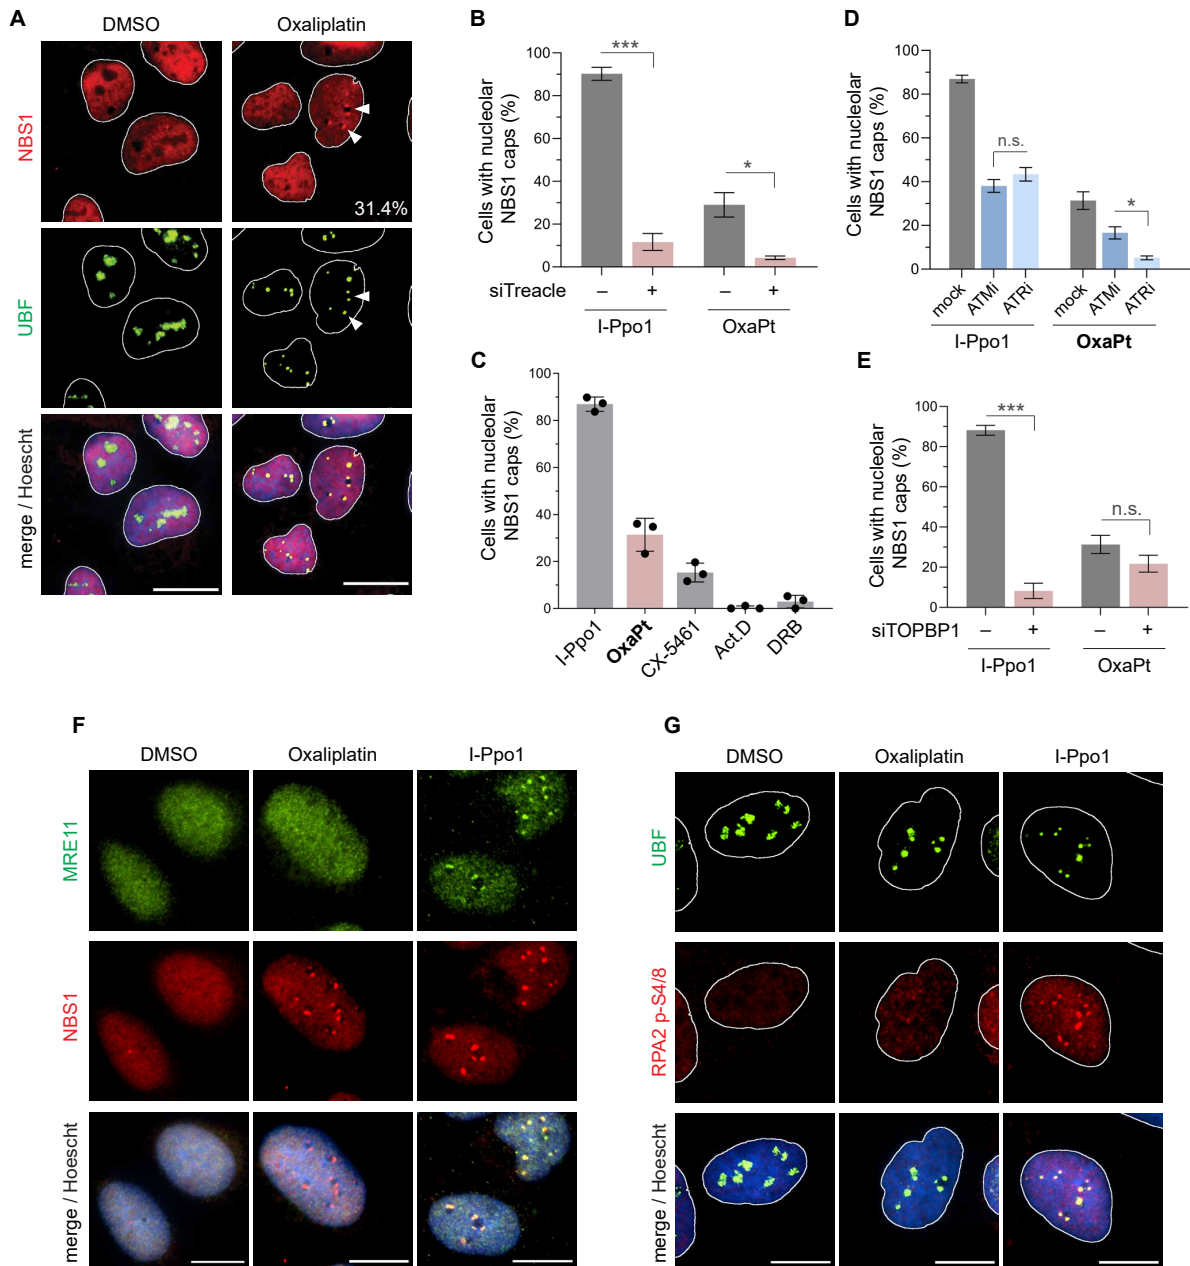 A
DMSO
Oxaliplatin
NBS1
31.4%
UBF
merge / Hoescht
B
Cells with nucleolar
NBS1 caps (%)
100
80
60
40
20
0
***
*
siTreacle
–
+
–
+
I-Ppo1
OxaPt
C
Cells with nucleolar
NBS1 caps (%)
100
80
60
40
20
0
I-Ppo1
OxaPt
CX-5461
Act.D
DRB
D
Cells with nucleolar
NBS1 caps (%)
100
80
60
40
20
0
n.s.
*
mock
ATMi
ATRi
mock
ATMi
ATRi
I-Ppo1
OxaPt
E
Cells with nucleolar
NBS1 caps (%)
100
80
60
40
20
0
***
n.s.
siTOPBP1
–
+
–
+
I-Ppo1
OxaPt
F
DMSO
Oxaliplatin
I-Ppo1
MRE11
NBS1
merge / Hoescht
G
DMSO
Oxaliplatin
I-Ppo1
UBF
RPA2 p-S4/8
merge / Hoescht